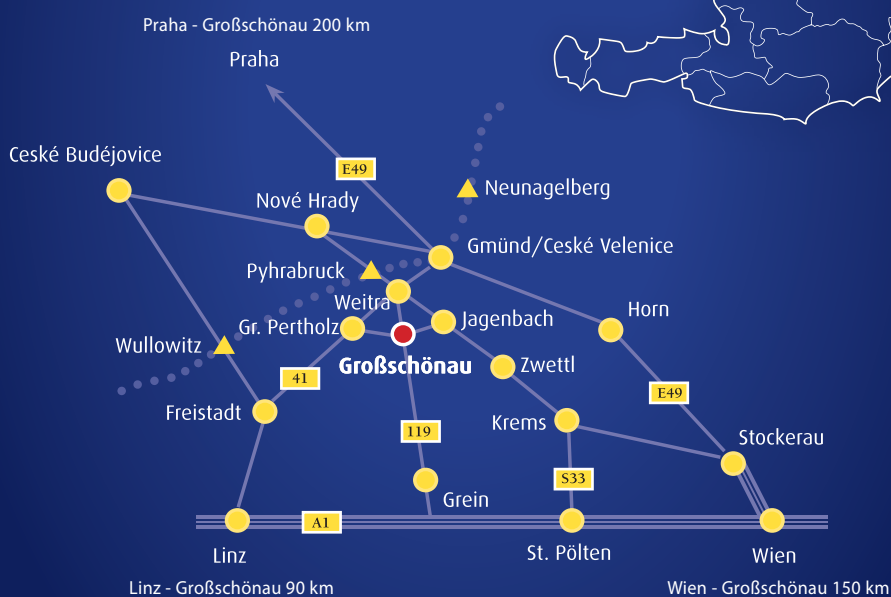 Praha - Großschönau 200 km
Praha
Ceské Budéjovice
E49
Neunagelberg
Nové Hrady
Gmünd/Ceské Velenice
Pyhrabruck
Weitra
Horn
Gr. Pertholz
Jagenbach
Wullowitz
Großschönau
Zwettl
41
E49
Freistadt
Krems
119
Stockerau
S33
Grein
A1
Linz
St. Pölten
Wien
Linz - Großschönau 90 km
Wien - Großschönau 150 km